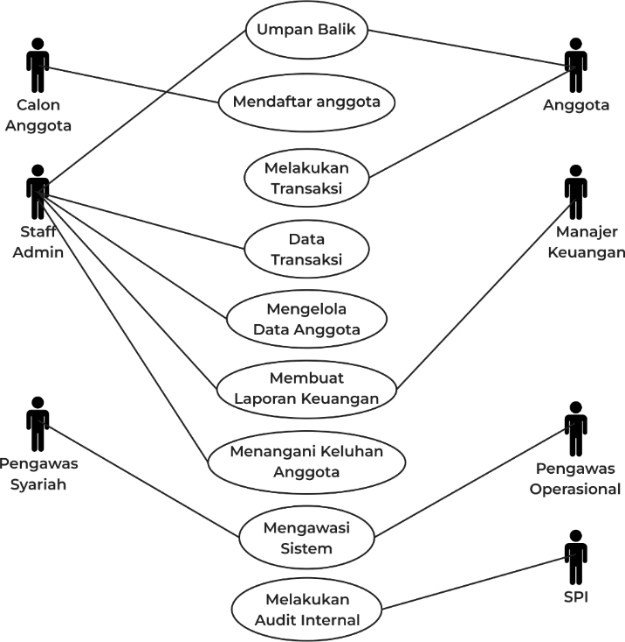 Umpan Balik
Calon
Anggota
Mendaftar anggota
Anggota
Melakukan
Transaksi
Staff
Admin
Data
Transaksi
Manajer
Keuangan
Mengelola
Data Anggota
Membuat
Laporan Keuangan
Menangani Keluhan
Anggota
Pengawas
Syariah
Pengawas
Operasional
Mengawasi
Sistem
Melakukan
Audit Internal
SPI